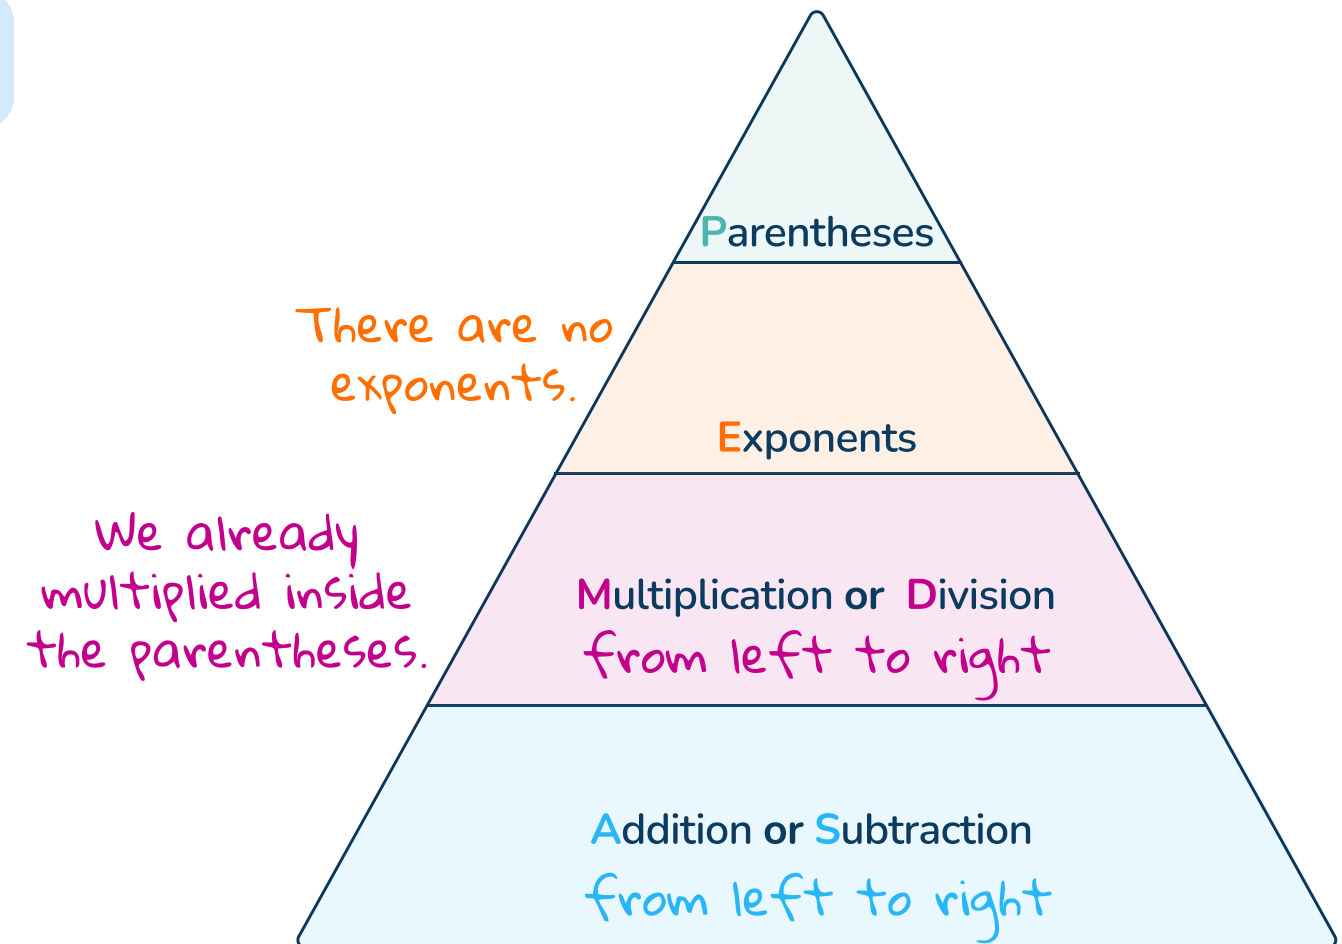 Parentheses
There are no
exponents.
Exponents
We already
multiplied inside
the parentheses.
Multiplication or Division
from left to right
Addition or Subtraction
from left to right